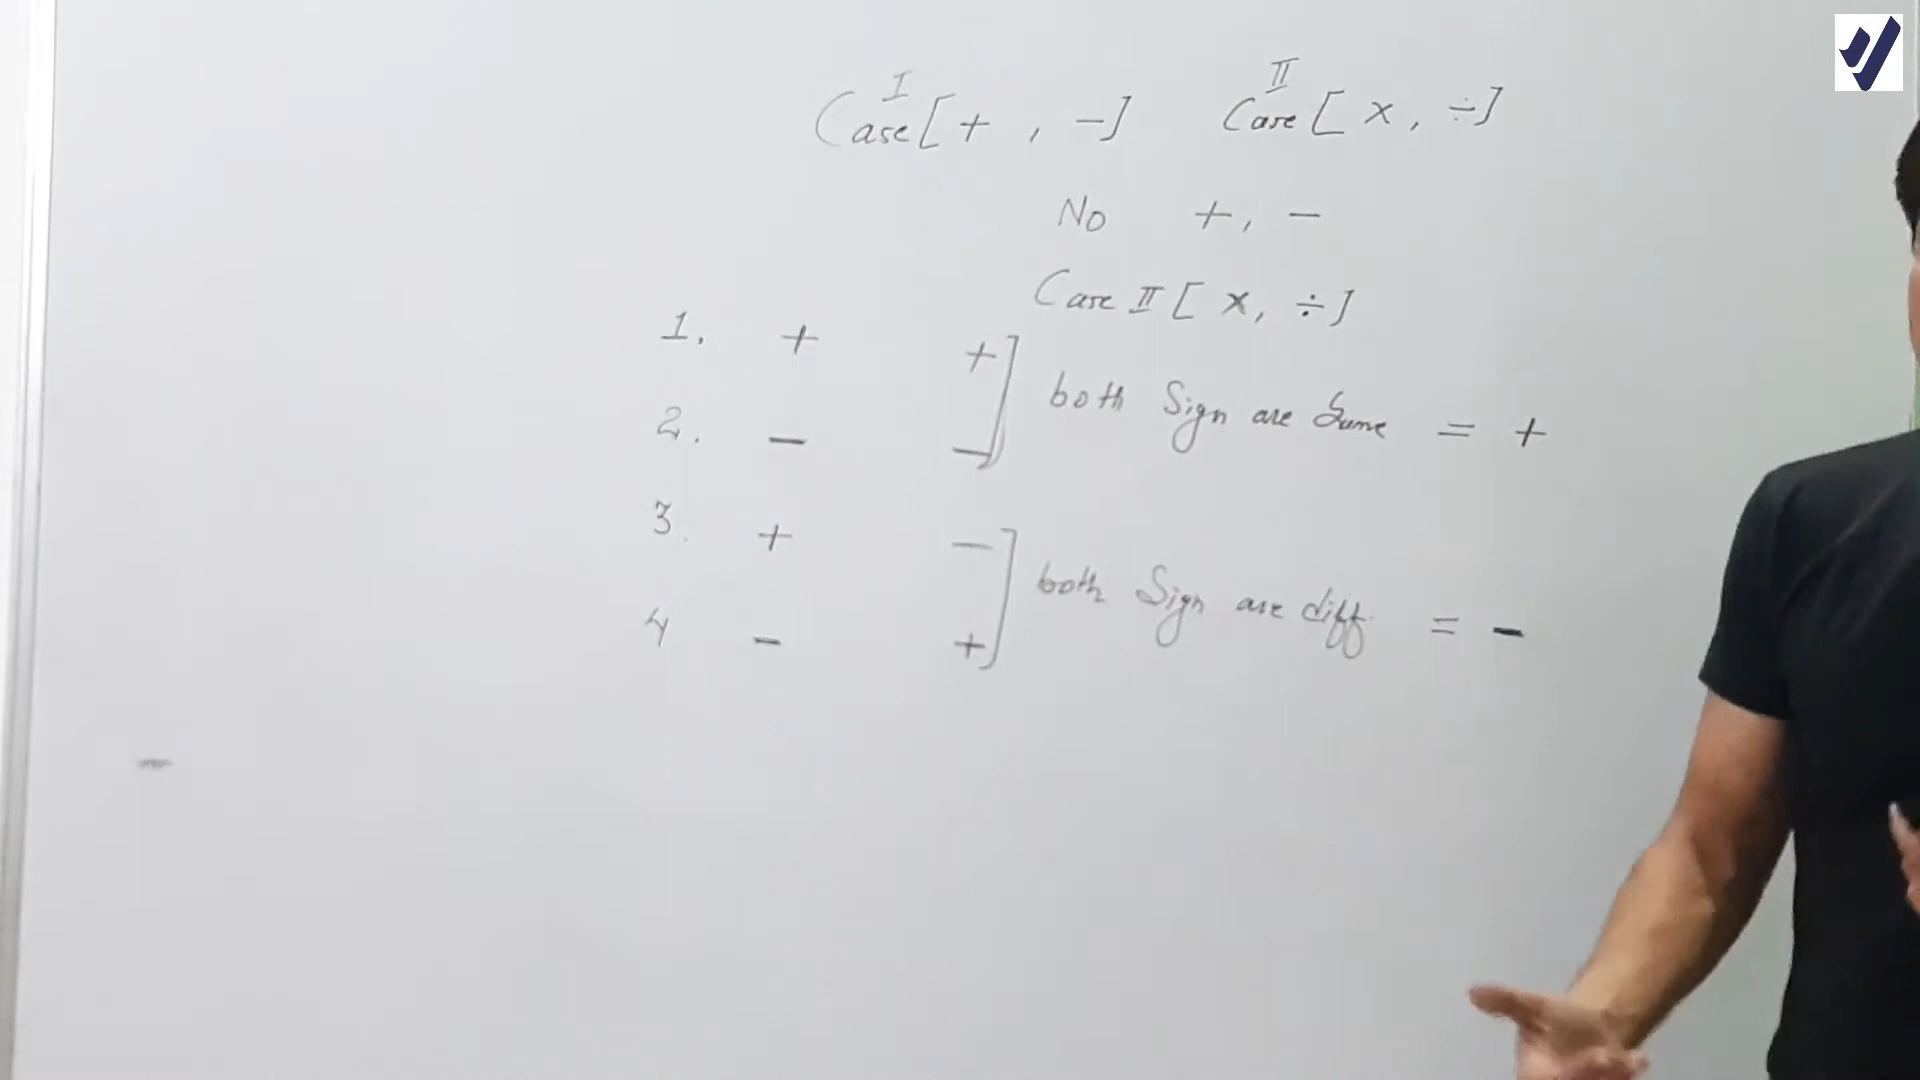 I II
Case [ + , - ] Case [ x , ÷ ]
No + , -
Case II [ x , ÷ ]
1. + +
2. - - ] both Sign are Same = +
3. + -
4 - + ] both Sign are diff. = -
-